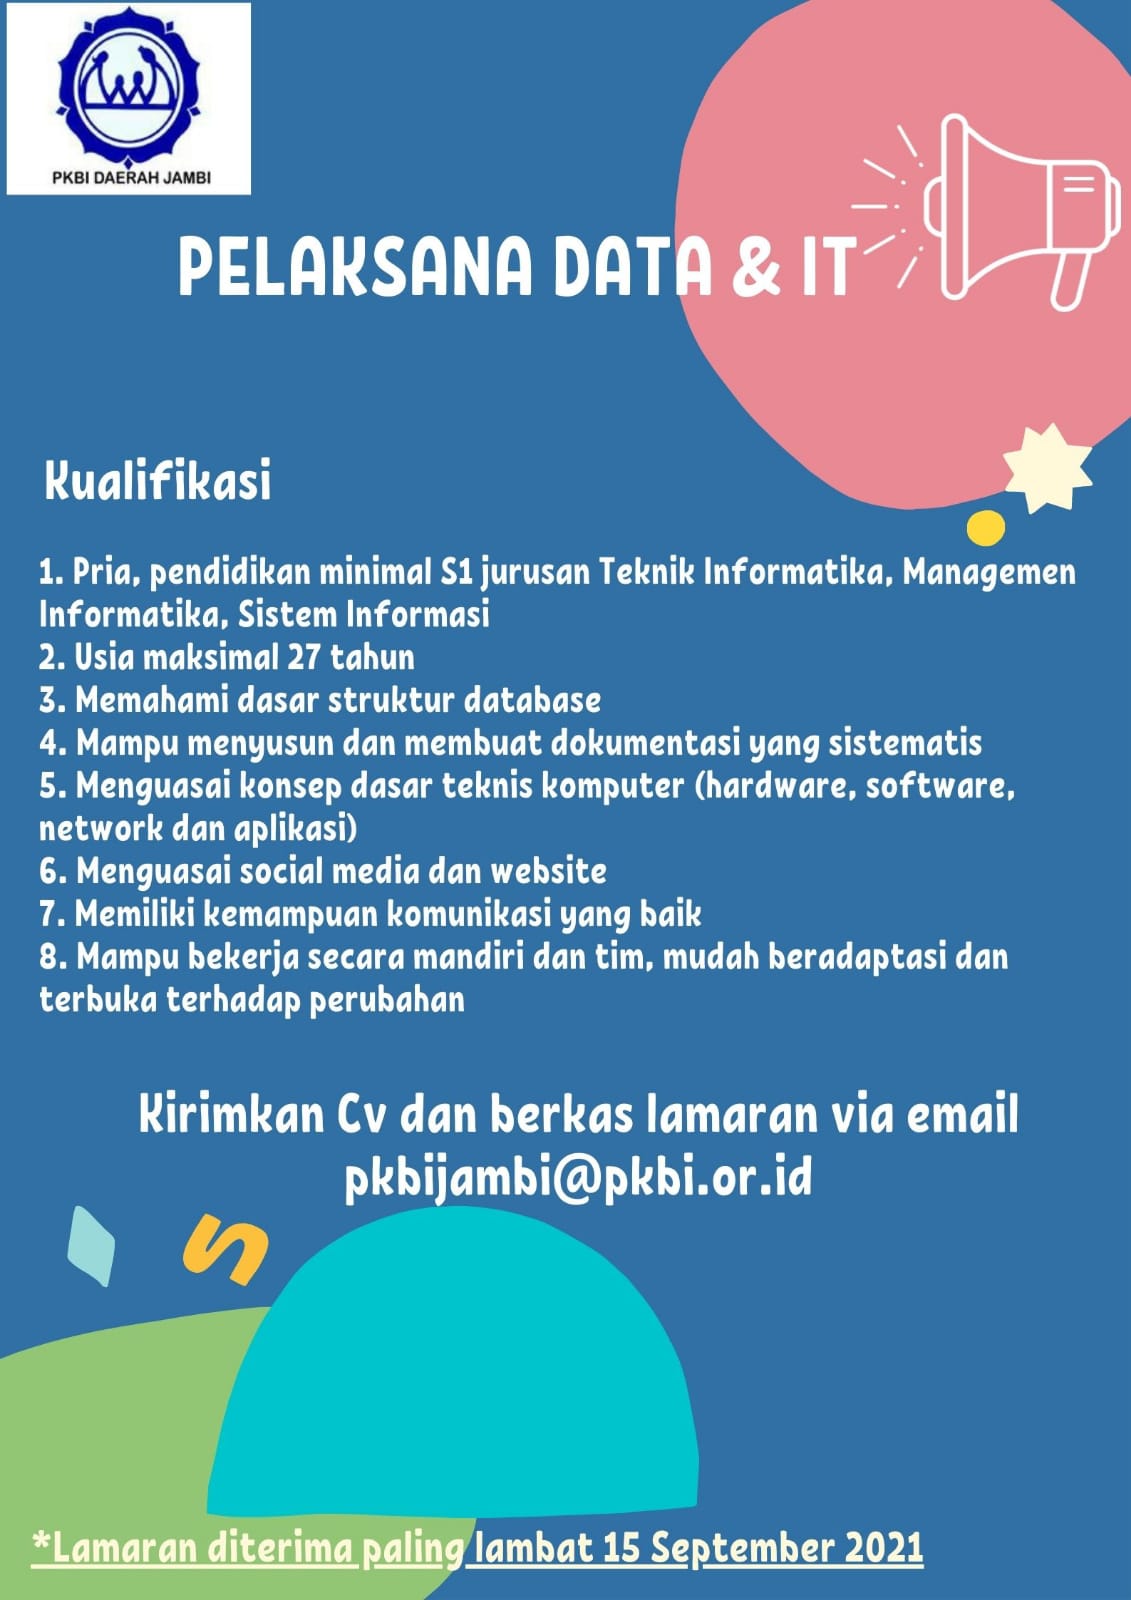 PKBI DAERAH JAMBI
PELAKSANA DATA & IT
Kualifikasi
1. Pria, pendidikan minimal S1 jurusan Teknik Informatika, Managemen
Informatika, Sistem Informasi
2. Usia maksimal 27 tahun
3. Memahami dasar struktur database
4. Mampu menyusun dan membuat dokumentasi yang sistematis
5. Menguasai konsep dasar teknis komputer (hardware, software,
network dan aplikasi)
6. Menguasai social media dan website
7. Memiliki kemampuan komunikasi yang baik
8. Mampu bekerja secara mandiri dan tim, mudah beradaptasi dan
terbuka terhadap perubahan
Kirimkan Cv dan berkas lamaran via email
pkbijambi@pkbi.or.id
*Lamaran diterima paling lambat 15 September 2021